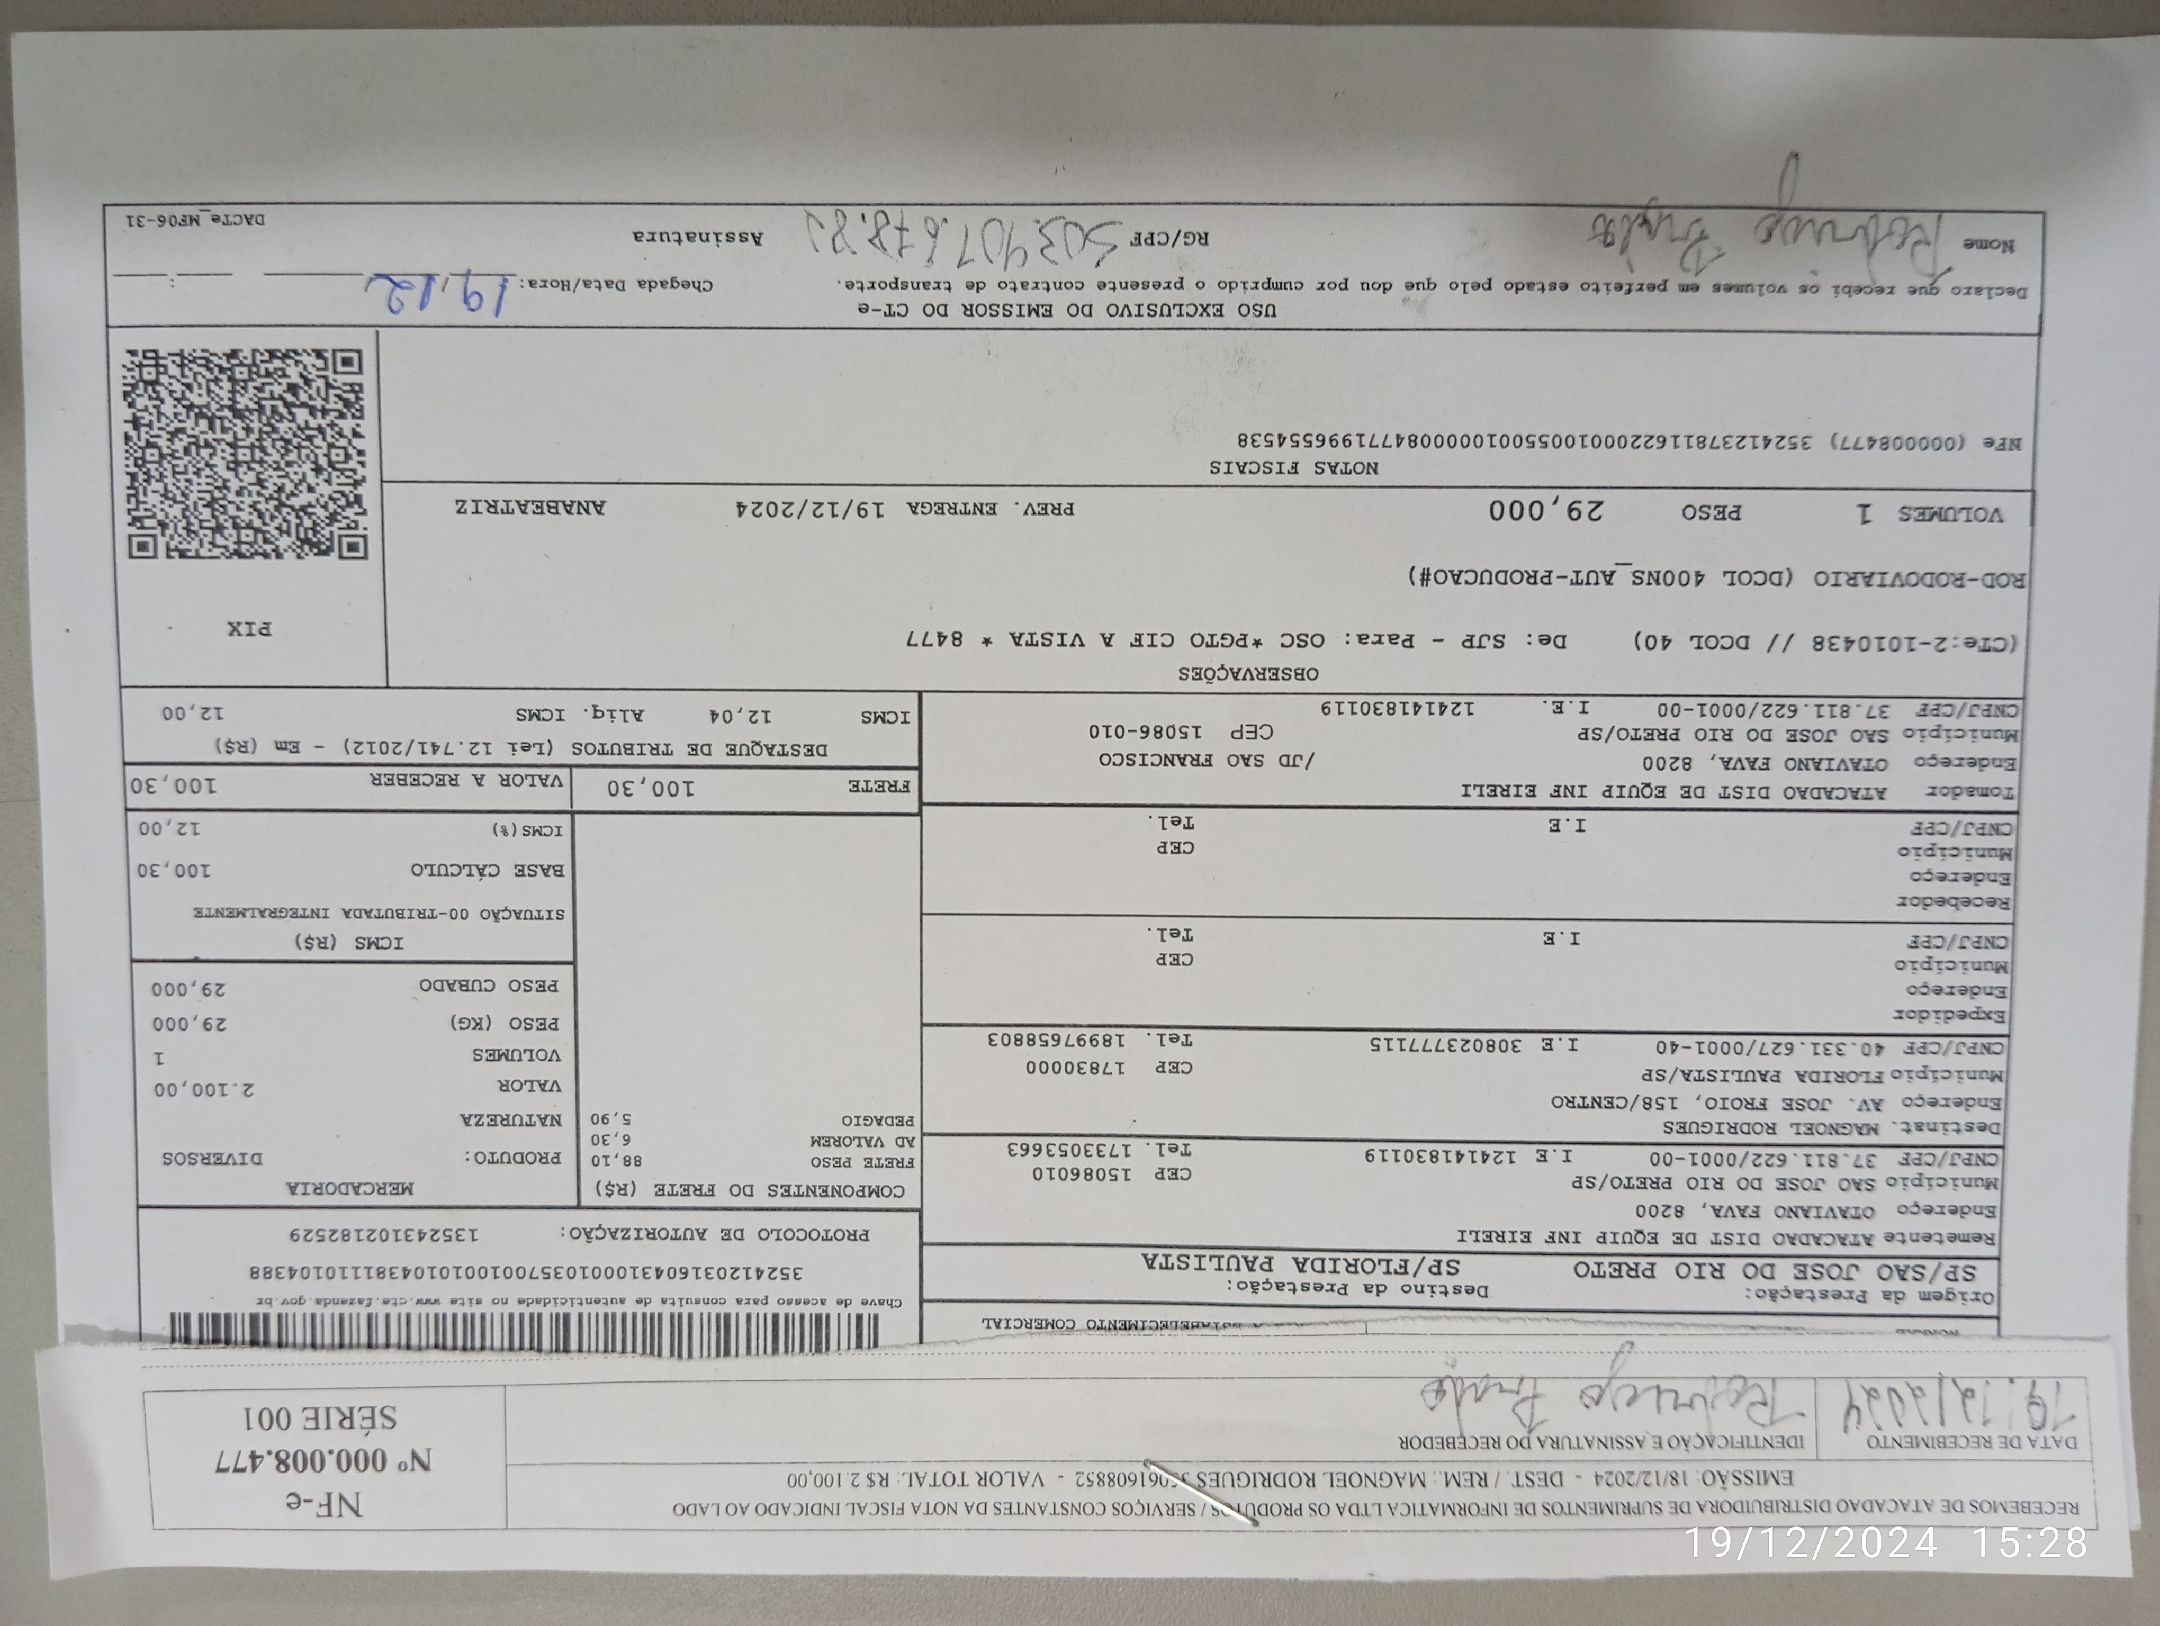 RECEBEMOS DE ATACADAO DISTRIBUIDORA DE SUPRIMENTOS DE INFORMATICA LTDA OS PRODUTOS / SERVIÇOS CONSTANTES DA NOTA FISCAL INDICADO AO LADO
EMISSÃO: 18/12/2024 - DEST. / REM.: MAGNOEL RODRIGUES 061608852 - VALOR TOTAL: R$ 2.100,00
DATA DE RECEBIMENTO
19/12/2024
IDENTIFICAÇÃO E ASSINATURA DO RECEBEDOR
Rodrigo
NF-e
Nº 000.008.477
SÉRIE 001
A ESTABELECIMENTO COMERCIAL
Origem da Prestação:
SP/SAO JOSE DO RIO PRETO
Destino da Prestação:
SP/FLORIDA PAULISTA
Remetente ATACADAO DIST DE EQUIP INF EIRELI
Endereço OTAVIANO FAVA, 8200
Município SAO JOSE DO RIO PRETO/SP CEP 15086010
CNPJ/CPF 37.811.622/0001-00 I.E 124141830119 Tel. 1733053663
Destinat. MAGNOEL RODRIGUES
Endereço AV. JOSE FROIO, 158/CENTRO
Município FLORIDA PAULISTA/SP CEP 17830000
CNPJ/CPF 40.331.627/0001-40 I.E 308023777115 Tel. 18997658803
Expedidor
Endereço
Município CEP
CNPJ/CPF I.E Tel.
Recebedor
Endereço
Município CEP
CNPJ/CPF I.E Tel.
Tomador ATACADAO DIST DE EQUIP INF EIRELI
Endereço OTAVIANO FAVA, 8200 /JD SAO FRANCISCO
Município SAO JOSE DO RIO PRETO/SP CEP 15086-010
CNPJ/CPF 37.811.622/0001-00 I.E. 124141830119
Chave de acesso para consulta de autenticidade no site www.cte.fazenda.gov.br
352412031604310001035700100101043811110104388
PROTOCOLO DE AUTORIZAÇÃO: 135243102182529
COMPONENTES DO FRETE (R$)
FRETE PESO 88,10
AD VALOREM 6,30
PEDAGIO 5,90
MERCADORIA
PRODUTO: DIVERSOS
NATUREZA
VALOR 2.100,00
VOLUMES 1
PESO (KG) 29,000
PESO CUBADO 29,000
ICMS (R$)
SITUAÇÃO 00-TRIBUTADA INTEGRALMENTE
BASE CÁLCULO 100,30
ICMS(%) 12,00
FRETE 100,30 VALOR A RECEBER 100,30
DESTAQUE DE TRIBUTOS (Lei 12.741/2012) - Em (R$)
ICMS 12,04 Aliq. ICMS 12,00
OBSERVAÇÕES
(CTe:2-1010438 // DCOL 40) De: SJP - Para: OSC *PGTO CIF A VISTA * 8477
ROD-RODOVIARIO (DCOL 400NS_AUT-PRODUCAO#)
PIX
VOLUMES 1 PESO 29,000 PREV. ENTREGA 19/12/2024 ANABEATRIZ
NOTAS FISCAIS
NFe (000008477) 35241237811622000100550010000084771996554538
USO EXCLUSIVO DO EMISSOR DO CT-e
Declaro que recebi os volumes em perfeito estado pelo que dou por cumprido o presente contrato de transporte. Chegada Data/Hora: 19.12 :
Nome Rodrigo RG/CPF Assinatura
DACTe_MF06-31
19/12/2024 15:28